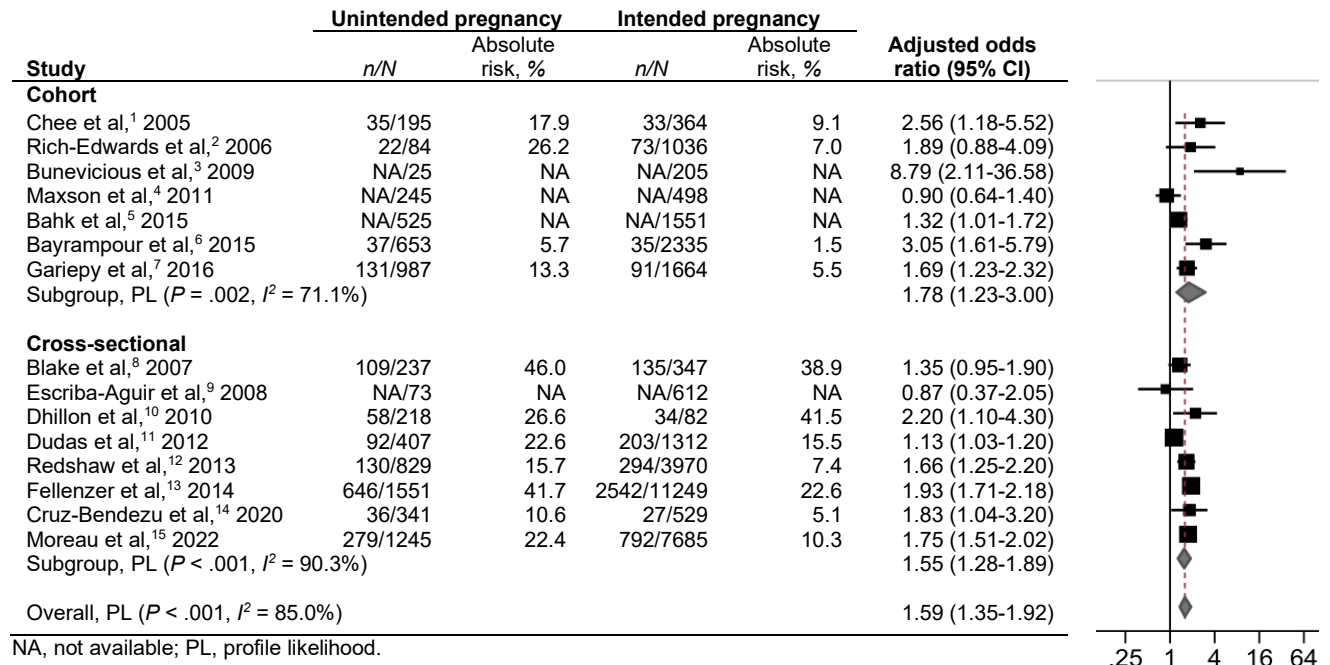 Unintended pregnancy Intended pregnancy
Absolute Absolute Adjusted odds
Study n/N risk, % n/N risk, % ratio (95% CI)
Cohort
Chee et al,1 2005 35/195 17.9 33/364 9.1 2.56 (1.18-5.52)
Rich-Edwards et al,2 2006 22/84 26.2 73/1036 7.0 1.89 (0.88-4.09)
Bunevicious et al,3 2009 NA/25 NA NA/205 NA 8.79 (2.11-36.58)
Maxson et al,4 2011 NA/245 NA NA/498 NA 0.90 (0.64-1.40)
Bahk et al,5 2015 NA/525 NA NA/1551 NA 1.32 (1.01-1.72)
Bayrampour et al,6 2015 37/653 5.7 35/2335 1.5 3.05 (1.61-5.79)
Gariepy et al,7 2016 131/987 13.3 91/1664 5.5 1.69 (1.23-2.32)
Subgroup, PL (P = .002, I2 = 71.1%) 1.78 (1.23-3.00)
Cross-sectional
Blake et al,8 2007 109/237 46.0 135/347 38.9 1.35 (0.95-1.90)
Escriba-Aguir et al,9 2008 NA/73 NA NA/612 NA 0.87 (0.37-2.05)
Dhillon et al,10 2010 58/218 26.6 34/82 41.5 2.20 (1.10-4.30)
Dudas et al,11 2012 92/407 22.6 203/1312 15.5 1.13 (1.03-1.20)
Redshaw et al,12 2013 130/829 15.7 294/3970 7.4 1.66 (1.25-2.20)
Fellenzer et al,13 2014 646/1551 41.7 2542/11249 22.6 1.93 (1.71-2.18)
Cruz-Bendezu et al,14 2020 36/341 10.6 27/529 5.1 1.83 (1.04-3.20)
Moreau et al,15 2022 279/1245 22.4 792/7685 10.3 1.75 (1.51-2.02)
Subgroup, PL (P < .001, I2 = 90.3%) 1.55 (1.28-1.89)
Overall, PL (P < .001, I2 = 85.0%) 1.59 (1.35-1.92)
NA, not available; PL, profile likelihood.
.25 1 4 16 64